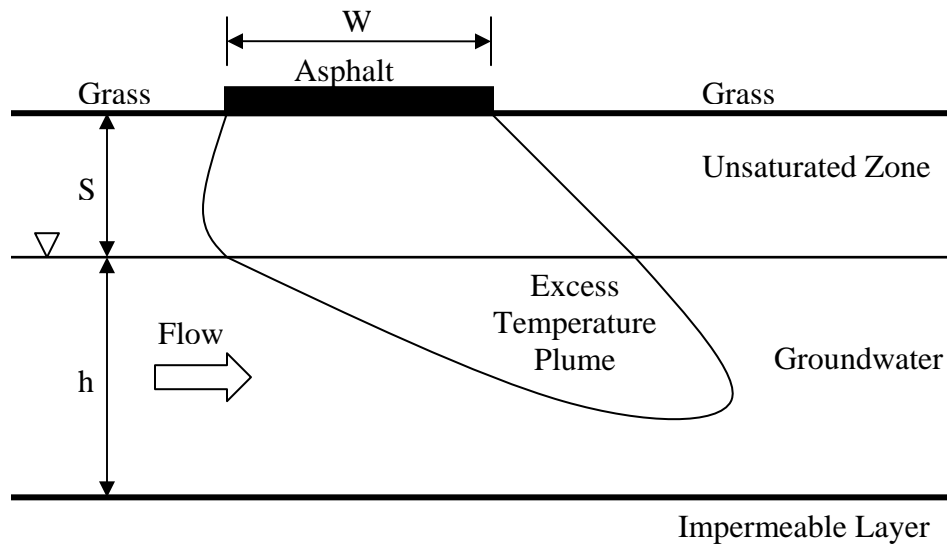 W
Asphalt
Grass
Grass
Unsaturated Zone
S
Excess
Temperature
Plume
Flow
Groundwater
h
Impermeable Layer